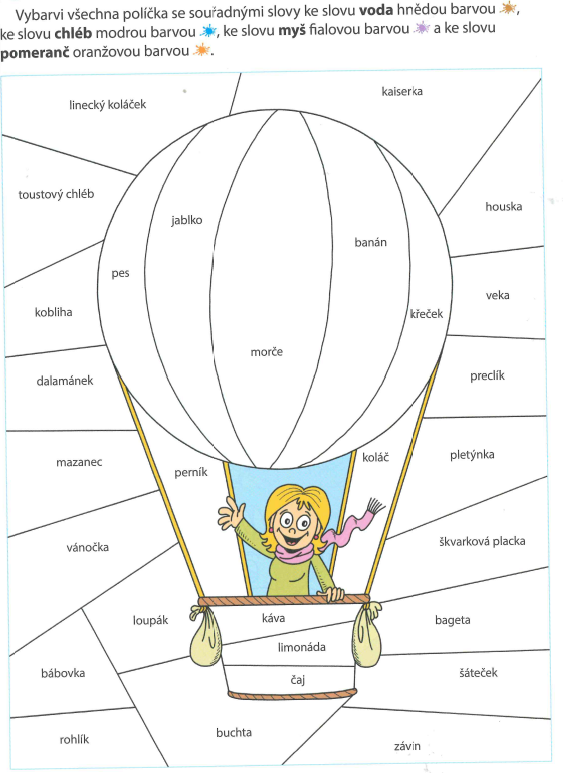 Vybarvi všechna políčka se souřadnými slovy ke slovu voda hnědou barvou,
ke slovu chléb modrou barvou, ke slovu myš fialovou barvou a ke slovu
pomeranč oranžovou barvou.
linecký koláček
kaiserka
toustový chléb
houska
jablko
banán
pes
kobliha
veka
křeček
morče
dalamánek
preclík
mazanec
perník
koláč
pletýnka
vánočka
škvarková placka
loupák
káva
bageta
limonáda
bábovka
čaj
šáteček
rohlík
buchta
závin